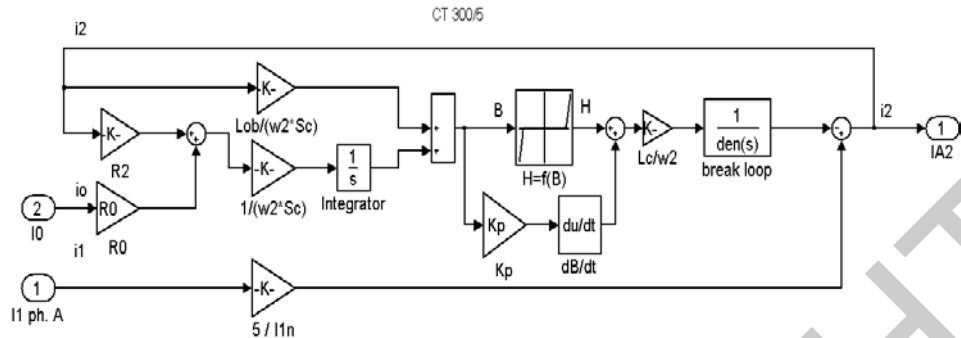 CT 300/5
i2
-K-
Lob/(w2*Sc)
-K-
R2
-K-
1/(w2*Sc)
1
s
Integrator
B
H
H=f(B)
K-
Lc/w2
1
den(s)
break loop
i2
1
IA2
io
2
I0
R0
R0
Kp
Kp
du/dt
dB/dt
i1
1
I1 ph. A
-K-
5 / I1n